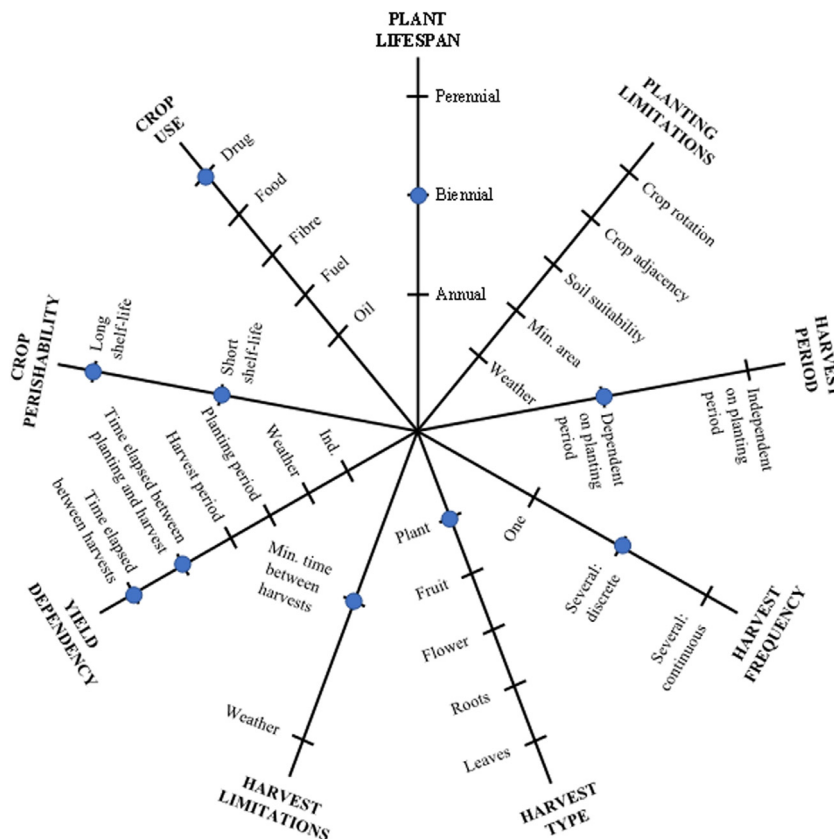 PLANT
LIFESPAN
Perennial
Biennial
Annual
PLANTING
LIMITATIONS
Crop rotation
Crop adjacency
Soil suitability
Min. area
Weather
HARVEST
PERIOD
Independent
on planting
period
Dependent
on planting
period
HARVEST
FREQUENCY
One
Several:
discrete
Several:
continuous
HARVEST
TYPE
Plant
Fruit
Flower
Roots
Leaves
HARVEST
LIMITATIONS
Min. time
between
harvests
Weather
YIELD
DEPENDENCY
Ind.
Weather
Planting period
Harvest period
Time elapsed between
planting and harvest
Time elapsed
between harvests
CROP
PERISHABILITY
Long
shelf-life
Short
shelf-life
CROP
USE
Drug
Food
Fibre
Fuel
Oil